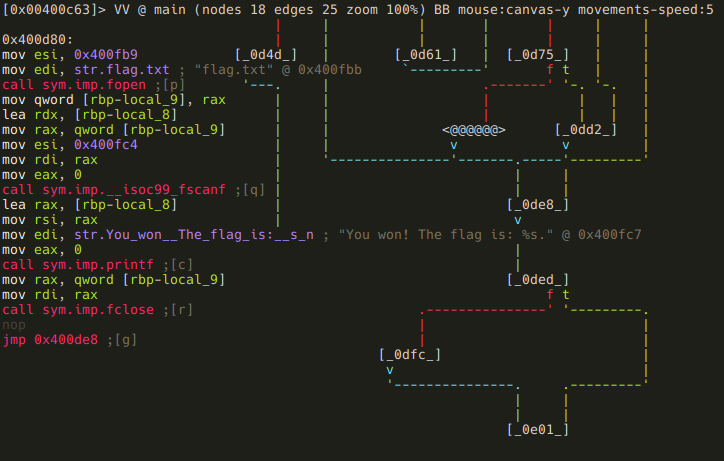 [0x00400c63]> VV @ main (nodes 18 edges 25 zoom 100%) BB mouse:canvas-y movements-speed:5
0x400d80:
mov esi, 0x400fb9 [_0d4d_] [_0d61_] [_0d75_]
mov edi, str.flag.txt ; "flag.txt" @ 0x400fbb f t
call sym.imp.fopen ;[p]
mov qword [rbp-local_9], rax
lea rdx, [rbp-local_8]
mov rax, qword [rbp-local_9] <@@@@@@> [_0dd2_]
mov esi, 0x400fc4 v v
mov rdi, rax
mov eax, 0
call sym.imp.__isoc99_fscanf ;[q]
lea rax, [rbp-local_8] [_0de8_]
mov rsi, rax v
mov edi, str.You_won__The_flag_is:__s_n ; "You won! The flag is: %s." @ 0x400fc7
mov eax, 0
call sym.imp.printf ;[c]
mov rax, qword [rbp-local_9] [_0ded_]
mov rdi, rax f t
call sym.imp.fclose ;[r]
nop
jmp 0x400de8 ;[g]
[_0dfc_]
v
[_0e01_]